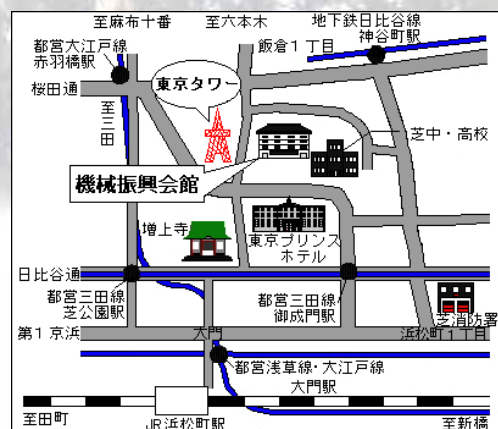 至麻布十番
至六本木
地下鉄日比谷線
神谷町駅
都営大江戸線
赤羽橋駅
飯倉1丁目
桜田通
東京タワー
至三田
芝中・高校
機械振興会館
増上寺
東京プリンス
ホテル
日比谷通
都営三田線
芝公園駅
都営三田線
御成門駅
芝消防署
第1京浜
大門
浜松町1丁目
都営浅草線・大江戸線
大門駅
至田町
JR浜松町駅
至新橋